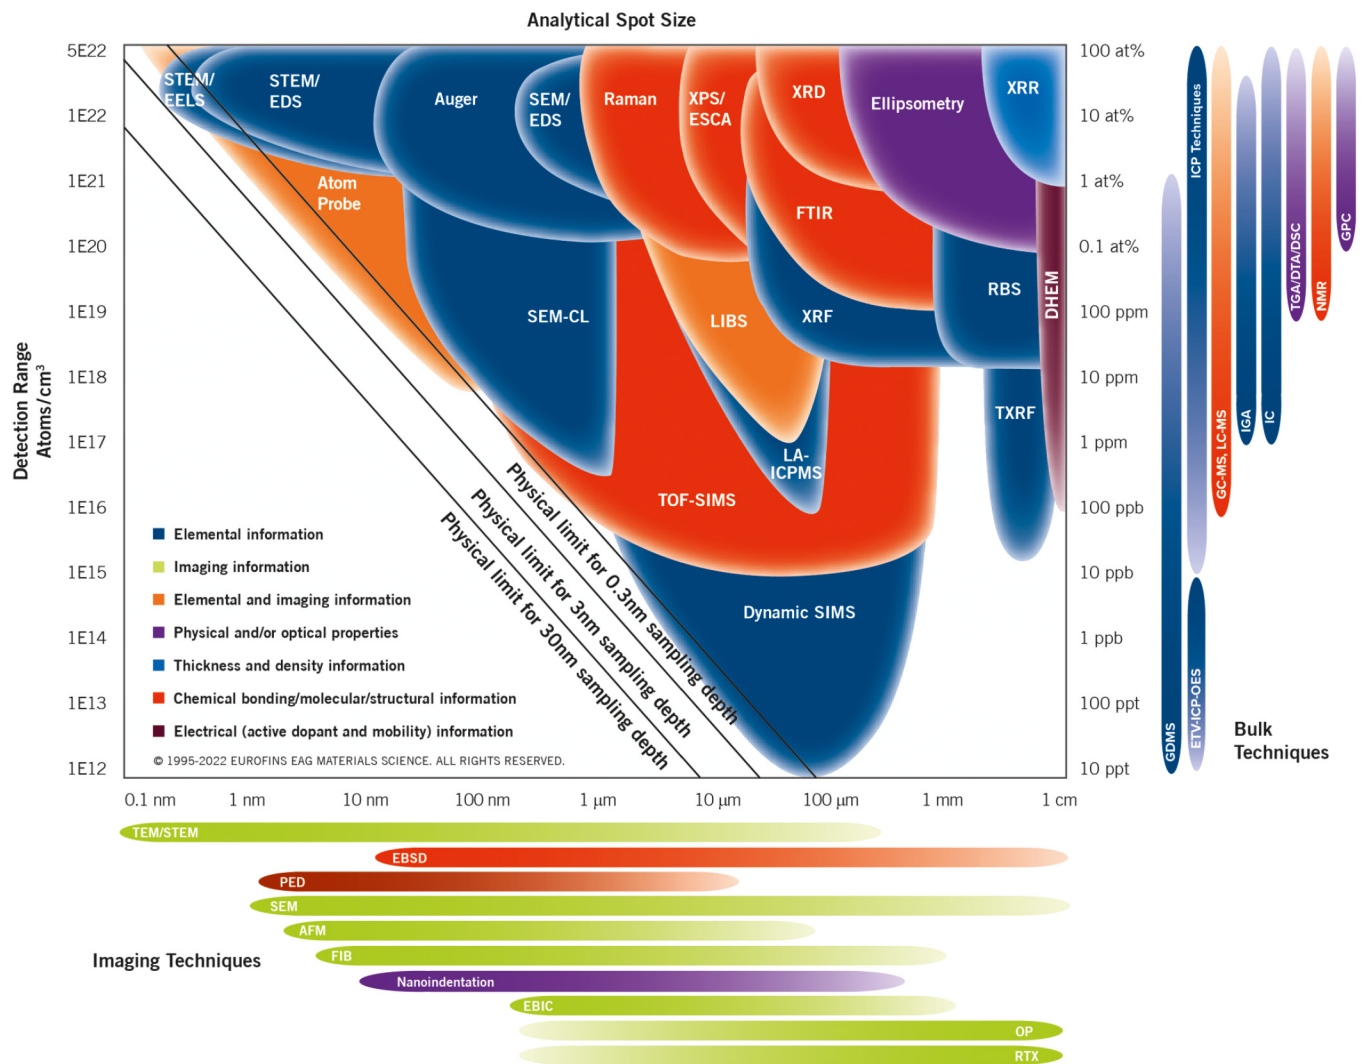 Analytical Spot Size
5E22
1E22
1E21
1E20
1E19
1E18
1E17
1E16
1E15
1E14
1E13
1E12
Detection Range
Atoms/cm³
100 at%
10 at%
1 at%
0.1 at%
100 ppm
10 ppm
1 ppm
100 ppb
10 ppb
1 ppb
100 ppt
10 ppt
STEM/
EELS
STEM/
EDS
Auger
SEM/
EDS
Raman
XPS/
ESCA
XRD
Ellipsometry
XRR
Atom
Probe
FTIR
SEM-CL
LIBS
XRF
RBS
DHEM
TXRF
LA-
ICPMS
TOF-SIMS
Dynamic SIMS
Physical limit for 0.3nm sampling depth
Physical limit for 3nm sampling depth
Physical limit for 30nm sampling depth
Elemental information
Imaging information
Elemental and imaging information
Physical and/or optical properties
Thickness and density information
Chemical bonding/molecular/structural information
Electrical (active dopant and mobility) information
© 1995-2022 EUROFINS EAG MATERIALS SCIENCE. ALL RIGHTS RESERVED.
0.1 nm
1 nm
10 nm
100 nm
1 µm
10 µm
100 µm
1 mm
1 cm
GDMS
ICP Techniques
ETV-ICP-OES
GC-MS, LC-MS
IGA
IC
TGA/DTA/DSC
NMR
GPC
Bulk
Techniques
TEM/STEM
EBSD
PED
SEM
AFM
FIB
Imaging Techniques
Nanoindentation
EBIC
OP
RTX